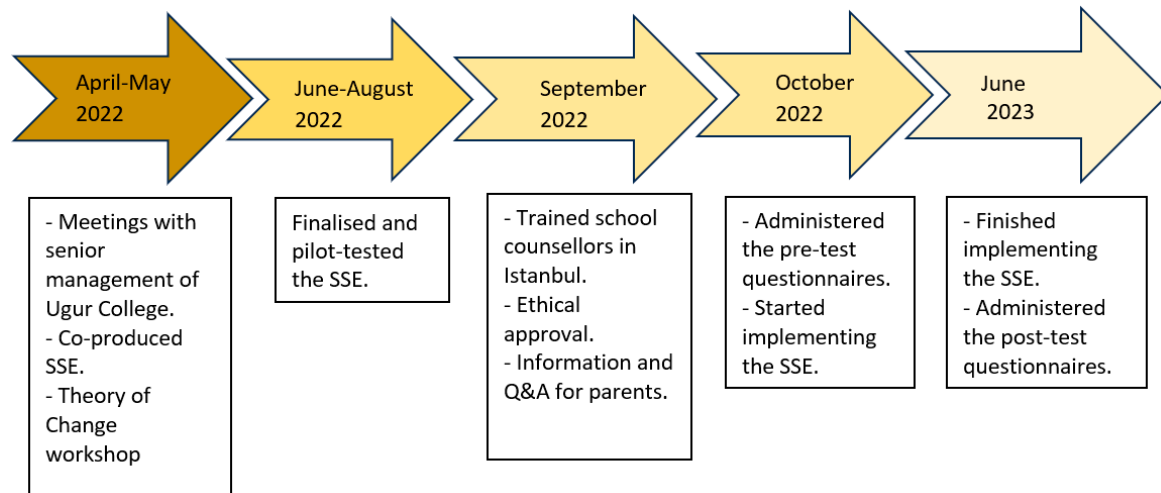 April-May
2022
June-August
2022
September
2022
October
2022
June
2023
- Meetings with
senior
management of
Ugur College.
- Co-produced
SSE.
- Theory of
Change
workshop
Finalised and
pilot-tested
the SSE.
- Trained school
counsellors in
Istanbul.
- Ethical
approval.
- Information and
Q&A for parents.
- Administered
the pre-test
questionnaires.
- Started
implementing
the SSE.
- Finished
implementing
the SSE.
- Administered
the post-test
questionnaires.